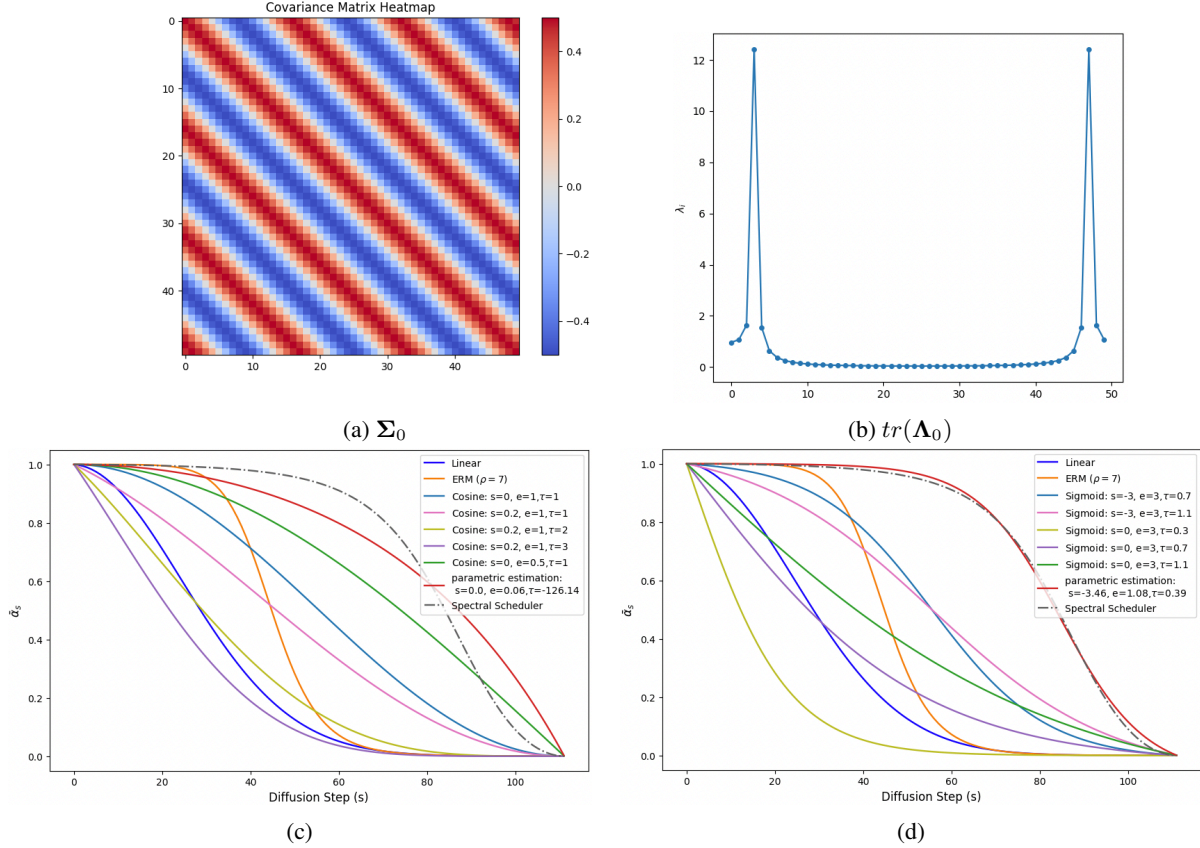 Covariance Matrix Heatmap
0
10
20
30
40
0 10 20 30 40
0.4
0.2
0.0
−0.2
−0.4
(a) Σ₀
12
10
8
6
4
2
0
λᵢ
0 10 20 30 40 50
(b) tr(Λ₀)
1.0
0.8
0.6
0.4
0.2
0.0
ᾱₛ
0 20 40 60 80 100
Diffusion Step (s)
Linear
ERM (ρ = 7)
Cosine: s=0, e=1,τ=1
Cosine: s=0.2, e=1,τ=1
Cosine: s=0.2, e=1,τ=2
Cosine: s=0.2, e=1,τ=3
Cosine: s=0, e=0.5,τ=1
parametric estimation:
s=0.0, e=0.06,τ=-126.14
Spectral Scheduler
(c)
1.0
0.8
0.6
0.4
0.2
0.0
ᾱₛ
0 20 40 60 80 100
Diffusion Step (s)
Linear
ERM (ρ = 7)
Sigmoid: s=-3, e=3,τ=0.7
Sigmoid: s=-3, e=3,τ=1.1
Sigmoid: s=0, e=3,τ=0.3
Sigmoid: s=0, e=3,τ=0.7
Sigmoid: s=0, e=3,τ=1.1
parametric estimation:
s=-3.46, e=1.08,τ=0.39
Spectral Scheduler
(d)